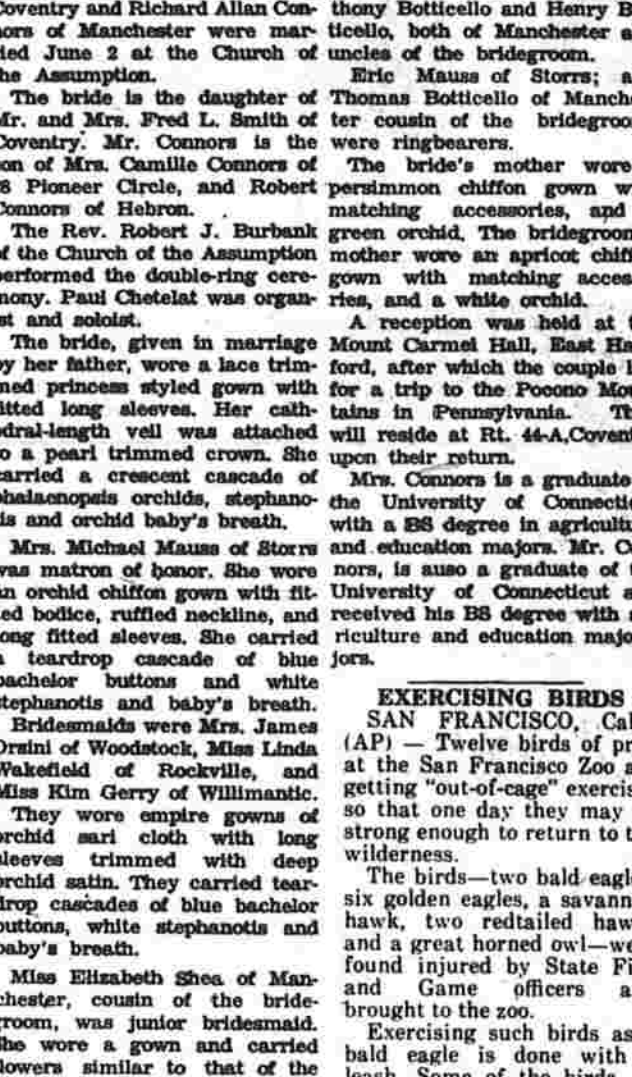 Coventry and Richard Allan Con-
nors of Manchester were mar-
ied June 2 at the Church of
he Assumption.
The bride is the daughter of
Mr. and Mrs. Fred L. Smith of
Coventry. Mr. Connors is the
on of Mrs. Camille Connors of
8 Pioneer Circle, and Robert
Connors of Hebron.
The Rev. Robert J. Burbank
of the Church of the Assumption
performed the double-ring cere-
mony. Paul Chetelat was organ-
st and soloist.
The bride, given in marriage
by her father, wore a lace trim-
med princess styled gown with
itted long sleeves. Her cath-
edral-length veil was attached
o a pearl trimmed crown. She
carried a crescent cascade of
phalaenopsis orchids, stephano-
is and orchid baby's breath.
Mrs. Michael Mauss of Storrs
was matron of honor. She wore
an orchid chiffon gown with fit-
ed bodice, ruffled neckline, and
ong fitted sleeves. She carried
a teardrop cascade of blue
bachelor buttons and white
stephanotis and baby's breath.
Bridesmaids were Mrs. James
Orsini of Woodstock, Miss Linda
Wakefield of Rockville, and
Miss Kim Gerry of Willimantic.
They wore empire gowns of
orchid sari cloth with long
sleeves trimmed with deep
orchid satin. They carried tear-
drop cascades of blue bachelor
buttons, white stephanotis and
baby's breath.
Miss Elizabeth Shea of Man-
chester, cousin of the bride-
groom, was junior bridesmaid.
She wore a gown and carried
lowers similar to that of the
thony Botticello and Henry B
ticello, both of Manchester a
uncles of the bridegroom.
Eric Mauss of Storrs; a
Thomas Botticello of Manch
ter cousin of the bridegroo
were ringbearers.
The bride's mother wore
persimmon chiffon gown w
matching accessories, and
green orchid. The bridegroom
mother wore an apricot chiff
gown with matching acces
ries, and a white orchid.
A reception was held at t
Mount Carmel Hall, East Ha
ford, after which the couple l
for a trip to the Pocono Mou
tains in Pennsylvania. Th
will reside at Rt. 44-A,Covent
upon their return.
Mrs. Connors is a graduate
the University of Connectic
with a BS degree in agricultu
and education majors. Mr. C
nors, is auso a graduate of t
University of Connecticut a
received his BS degree with a
riculture and education majo
jors.
EXERCISING BIRDS
SAN FRANCISCO, Cal
(AP) — Twelve birds of pr
at the San Francisco Zoo a
getting "out-of-cage" exercis
so that one day they may
strong enough to return to t
wilderness.
The birds—two bald eagle
six golden eagles, a savann
hawk, two redtailed haw
and a great horned owl—we
found injured by State Fi
and Game officers a
brought to the zoo.
Exercising such birds as
bald eagle is done with
leash. Some of the birds